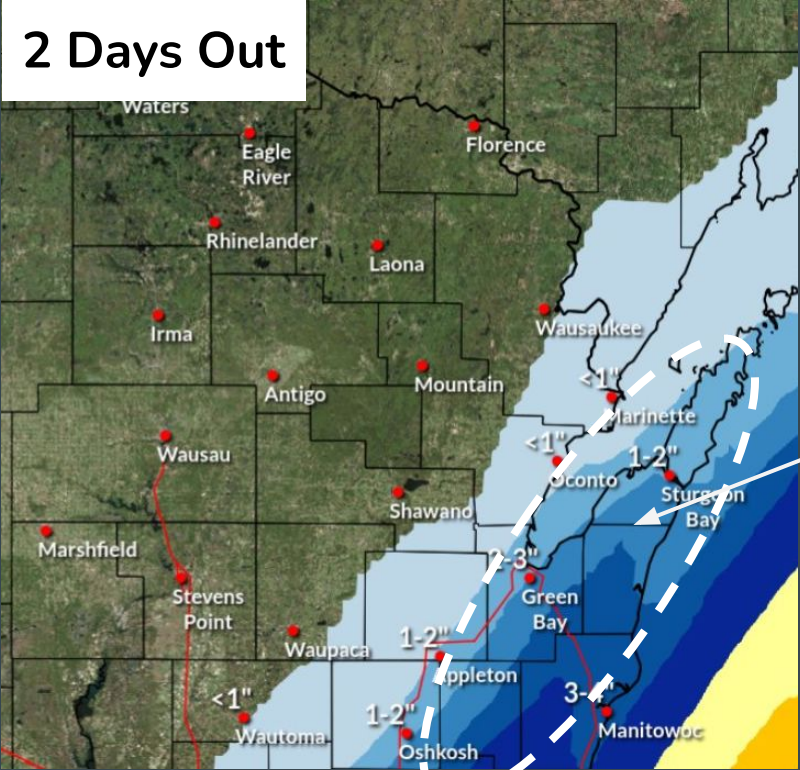 2 Days Out
Waters
Eagle
River
Florence
Rhinelander
Laona
Irma
Wausaukee
Antigo
Mountain
<1"
Marinette
Wausau
<1"
Oconto
1-2"
Sturgeon
Bay
Shawano
Marshfield
2-3"
Green
Bay
Stevens
Point
Waupaca
1-2"
Appleton
<1"
Wautoma
1-2"
Oshkosh
3-4"
Manitowoc